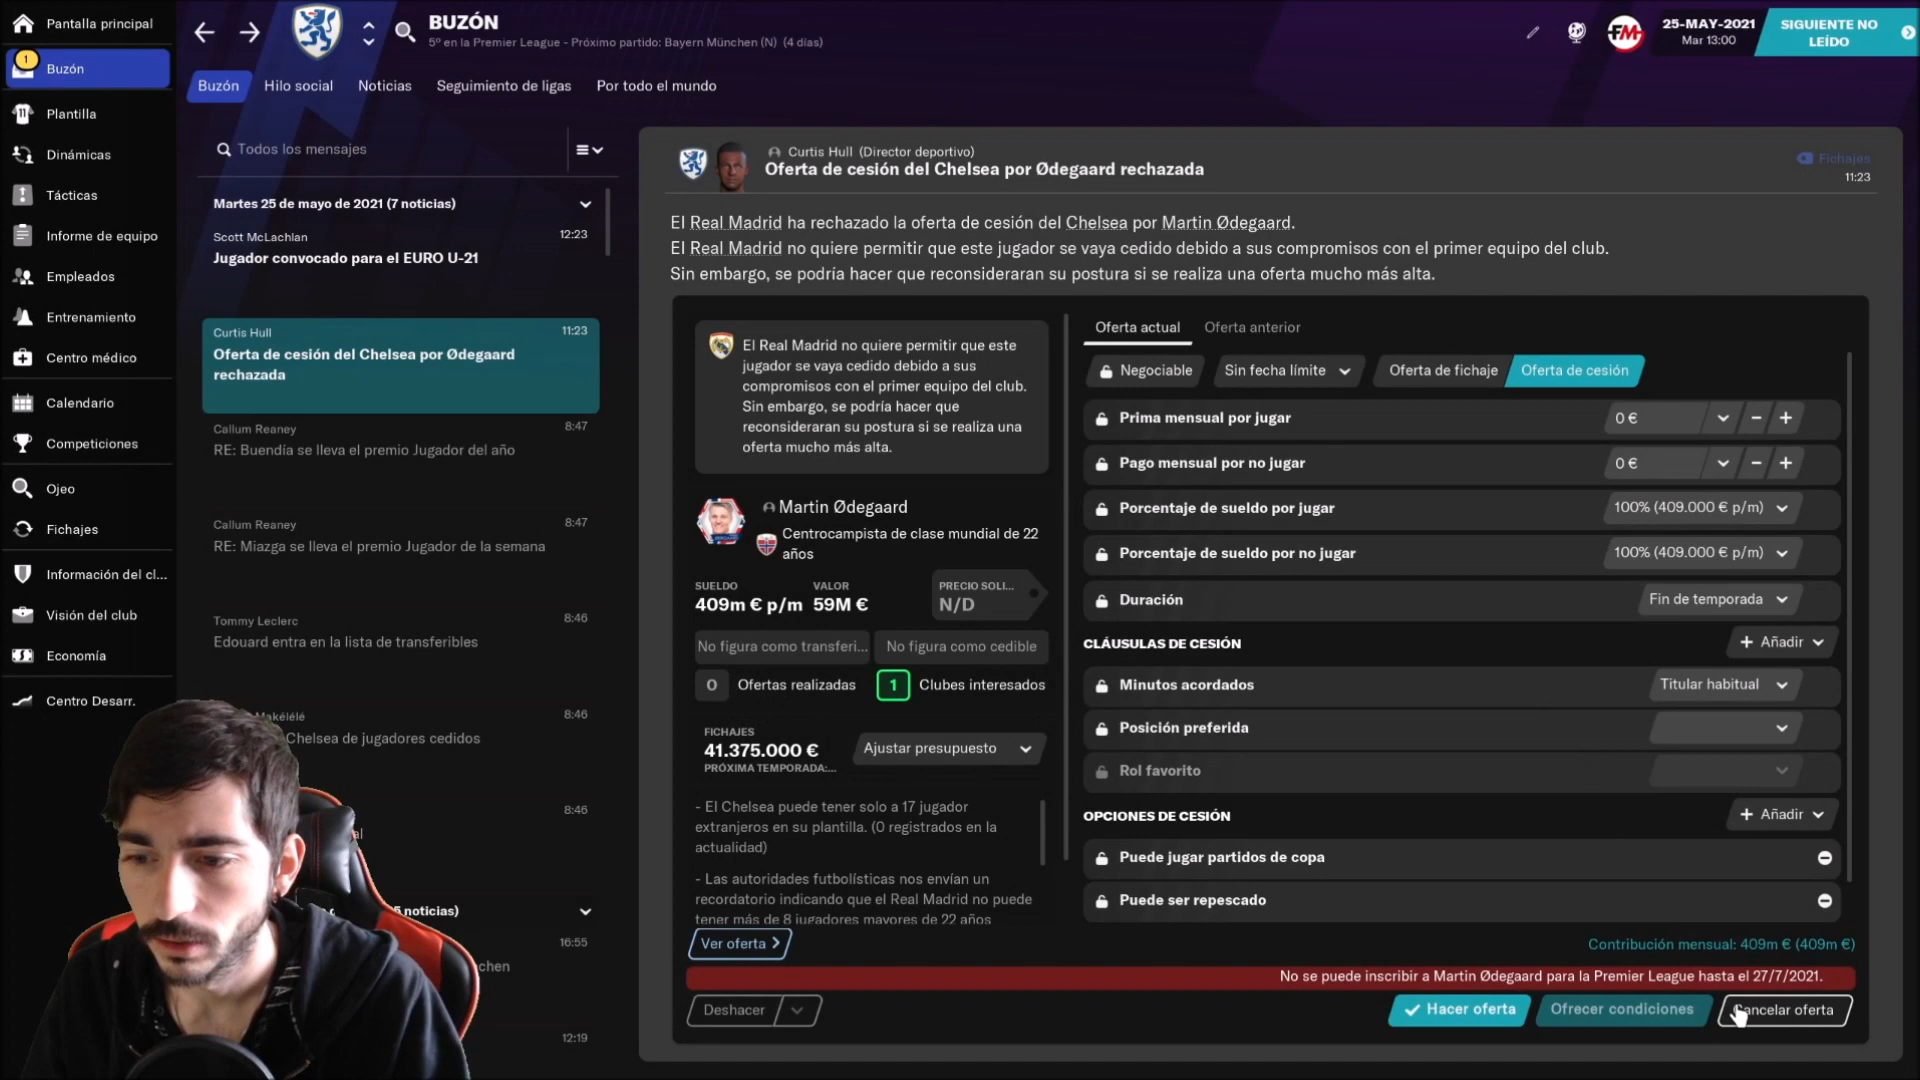 Pantalla principal
1
Buzón
Plantilla
Dinámicas
Tácticas
Informe de equipo
Empleados
Entrenamiento
Centro médico
Calendario
Competiciones
Ojeo
Fichajes
Información del cl...
Visión del club
Economía
Centro Desarr.
BUZÓN
5º en la Premier League - Próximo partido: Bayern München (N) (4 días)
FM
25-MAY-2021
Mar 13:00
SIGUIENTE NO
LEÍDO
Buzón
Hilo social
Noticias
Seguimiento de ligas
Por todo el mundo
Todos los mensajes
Martes 25 de mayo de 2021 (7 noticias)
Scott McLachlan
12:23
Jugador convocado para el EURO U-21
Curtis Hull
11:23
Oferta de cesión del Chelsea por Ødegaard
rechazada
Callum Reaney
8:47
RE: Buendía se lleva el premio Jugador del año
Callum Reaney
8:47
RE: Miazga se lleva el premio Jugador de la semana
Tommy Leclerc
8:46
Edouard entra en la lista de transferibles
Makélélé
8:46
Chelsea de jugadores cedidos
8:46
al
5 noticias)
16:55
chen
12:19
Curtis Hull (Director deportivo)
Oferta de cesión del Chelsea por Ødegaard rechazada
Fichajes
11:23
El Real Madrid ha rechazado la oferta de cesión del Chelsea por Martin Ødegaard.
El Real Madrid no quiere permitir que este jugador se vaya cedido debido a sus compromisos con el primer equipo del club.
Sin embargo, se podría hacer que reconsideraran su postura si se realiza una oferta mucho más alta.
El Real Madrid no quiere permitir que este
jugador se vaya cedido debido a sus
compromisos con el primer equipo del club.
Sin embargo, se podría hacer que
reconsideraran su postura si se realiza una
oferta mucho más alta.
Martin Ødegaard
Centrocampista de clase mundial de 22
años
SUELDO
409m € p/m
VALOR
59M €
PRECIO SOLI...
N/D
No figura como transferi...
No figura como cedible
0 Ofertas realizadas
1 Clubes interesados
FICHAJES
41.375.000 €
PRÓXIMA TEMPORADA:...
Ajustar presupuesto
- El Chelsea puede tener solo a 17 jugador
extranjeros en su plantilla. (0 registrados en la
actualidad)
- Las autoridades futbolísticas nos envían un
recordatorio indicando que el Real Madrid no puede
tener más de 8 jugadores mayores de 22 años
Ver oferta
Oferta actual
Oferta anterior
Negociable
Sin fecha límite
Oferta de fichaje
Oferta de cesión
Prima mensual por jugar
0 €
Pago mensual por no jugar
0 €
Porcentaje de sueldo por jugar
100% (409.000 € p/m)
Porcentaje de sueldo por no jugar
100% (409.000 € p/m)
Duración
Fin de temporada
CLÁUSULAS DE CESIÓN
+ Añadir
Minutos acordados
Titular habitual
Posición preferida
Rol favorito
OPCIONES DE CESIÓN
+ Añadir
Puede jugar partidos de copa
Puede ser repescado
Contribución mensual: 409m € (409m €)
No se puede inscribir a Martin Ødegaard para la Premier League hasta el 27/7/2021.
Deshacer
Hacer oferta
Ofrecer condiciones
Cancelar oferta